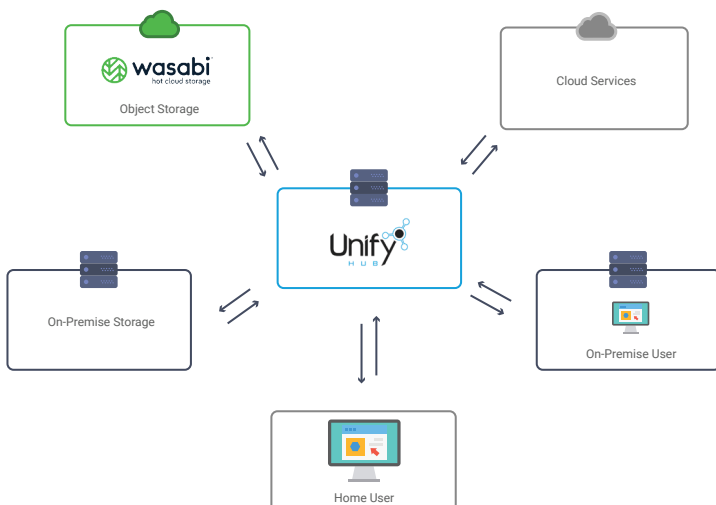 wasabi
hot cloud storage
Object Storage
Cloud Services
Unify
HUB
On-Premise Storage
On-Premise User
Home User